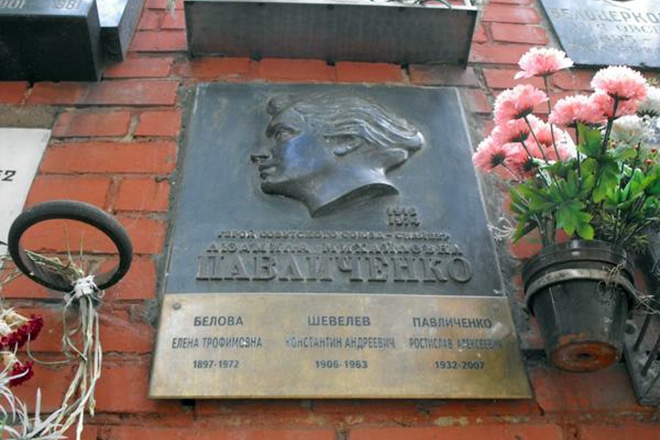 1916
1974
ГЕРОЙ СОВЕТСКОГО СОЮЗА СНАЙПЕР
ЛЮДМИЛА МИХАЙЛОВНА
ПАВЛИЧЕНКО
БЕЛОВА ШЕВЕЛЕВ ПАВЛИЧЕНКО
ЕЛЕНА ТРОФИМОВНА КОНСТАНТИН АНДРЕЕВИЧ РОСТИСЛАВ АЛЕКСЕЕВИЧ
1897-1972 1906-1963 1932-2007